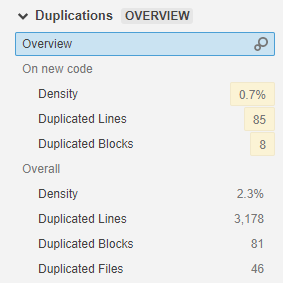 Duplications OVERVIEW
Overview
On new code
Density 0.7%
Duplicated Lines 85
Duplicated Blocks 8
Overall
Density 2.3%
Duplicated Lines 3,178
Duplicated Blocks 81
Duplicated Files 46